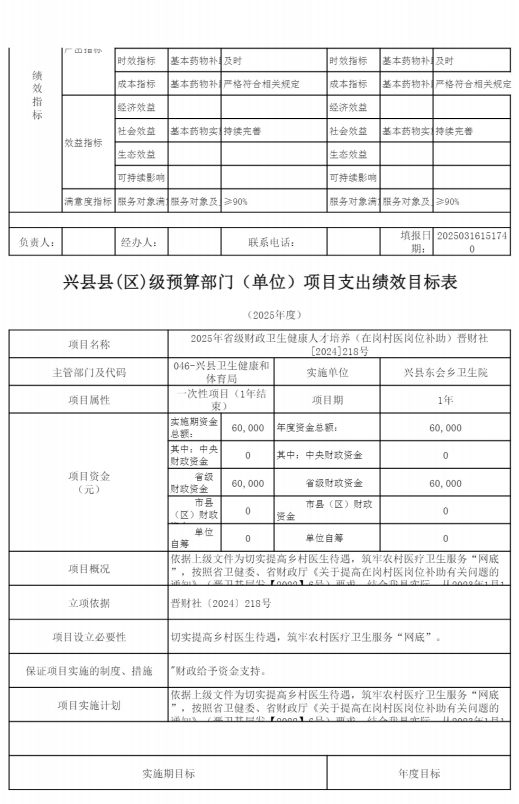 产出指标
绩效指标
时效指标 基本药物补 及时 时效指标 基本药物补 及时
成本指标 基本药物补 严格符合相关规定 成本指标 基本药物补 严格符合相关规定
效益指标
经济效益 经济效益
社会效益 基本药物实 持续完善 社会效益 基本药物实 持续完善
生态效益 生态效益
可持续影响 可持续影响
满意度指标 服务对象满 服务对象及 ≥90% 服务对象满 服务对象及 ≥90%
负责人: 经办人: 联系电话: 填报日期: 20250316151740
兴县县(区)级预算部门（单位）项目支出绩效目标表
（2025年度）
项目名称 2025年省级财政卫生健康人才培养（在岗村医岗位补助）晋财社
[2024]218号
主管部门及代码 046-兴县卫生健康和体育局 实施单位 兴县东会乡卫生院
项目属性 一次性项目（1年结束） 项目期 1年
项目资金
（元）
实施期资金总额: 60,000 年度资金总额: 60,000
其中: 中央财政资金 0 其中: 中央财政资金 0
省级财政资金 60,000 省级财政资金 60,000
市县（区）财政 0 市县（区）财政资金 0
单位自筹 0 单位自筹 0
项目概况 依据上级文件为切实提高乡村医生待遇，筑牢农村医疗卫生服务“网底
”，按照省卫健委、省财政厅《关于提高在岗村医岗位补助有关问题的
立项依据 晋财社〔2024〕218号
项目设立必要性 切实提高乡村医生待遇，筑牢农村医疗卫生服务“网底”。
保证项目实施的制度、措施 "财政给予资金支持。
项目实施计划 依据上级文件为切实提高乡村医生待遇，筑牢农村医疗卫生服务“网底
”，按照省卫健委、省财政厅《关于提高在岗村医岗位补助有关问题的
实施期目标 年度目标